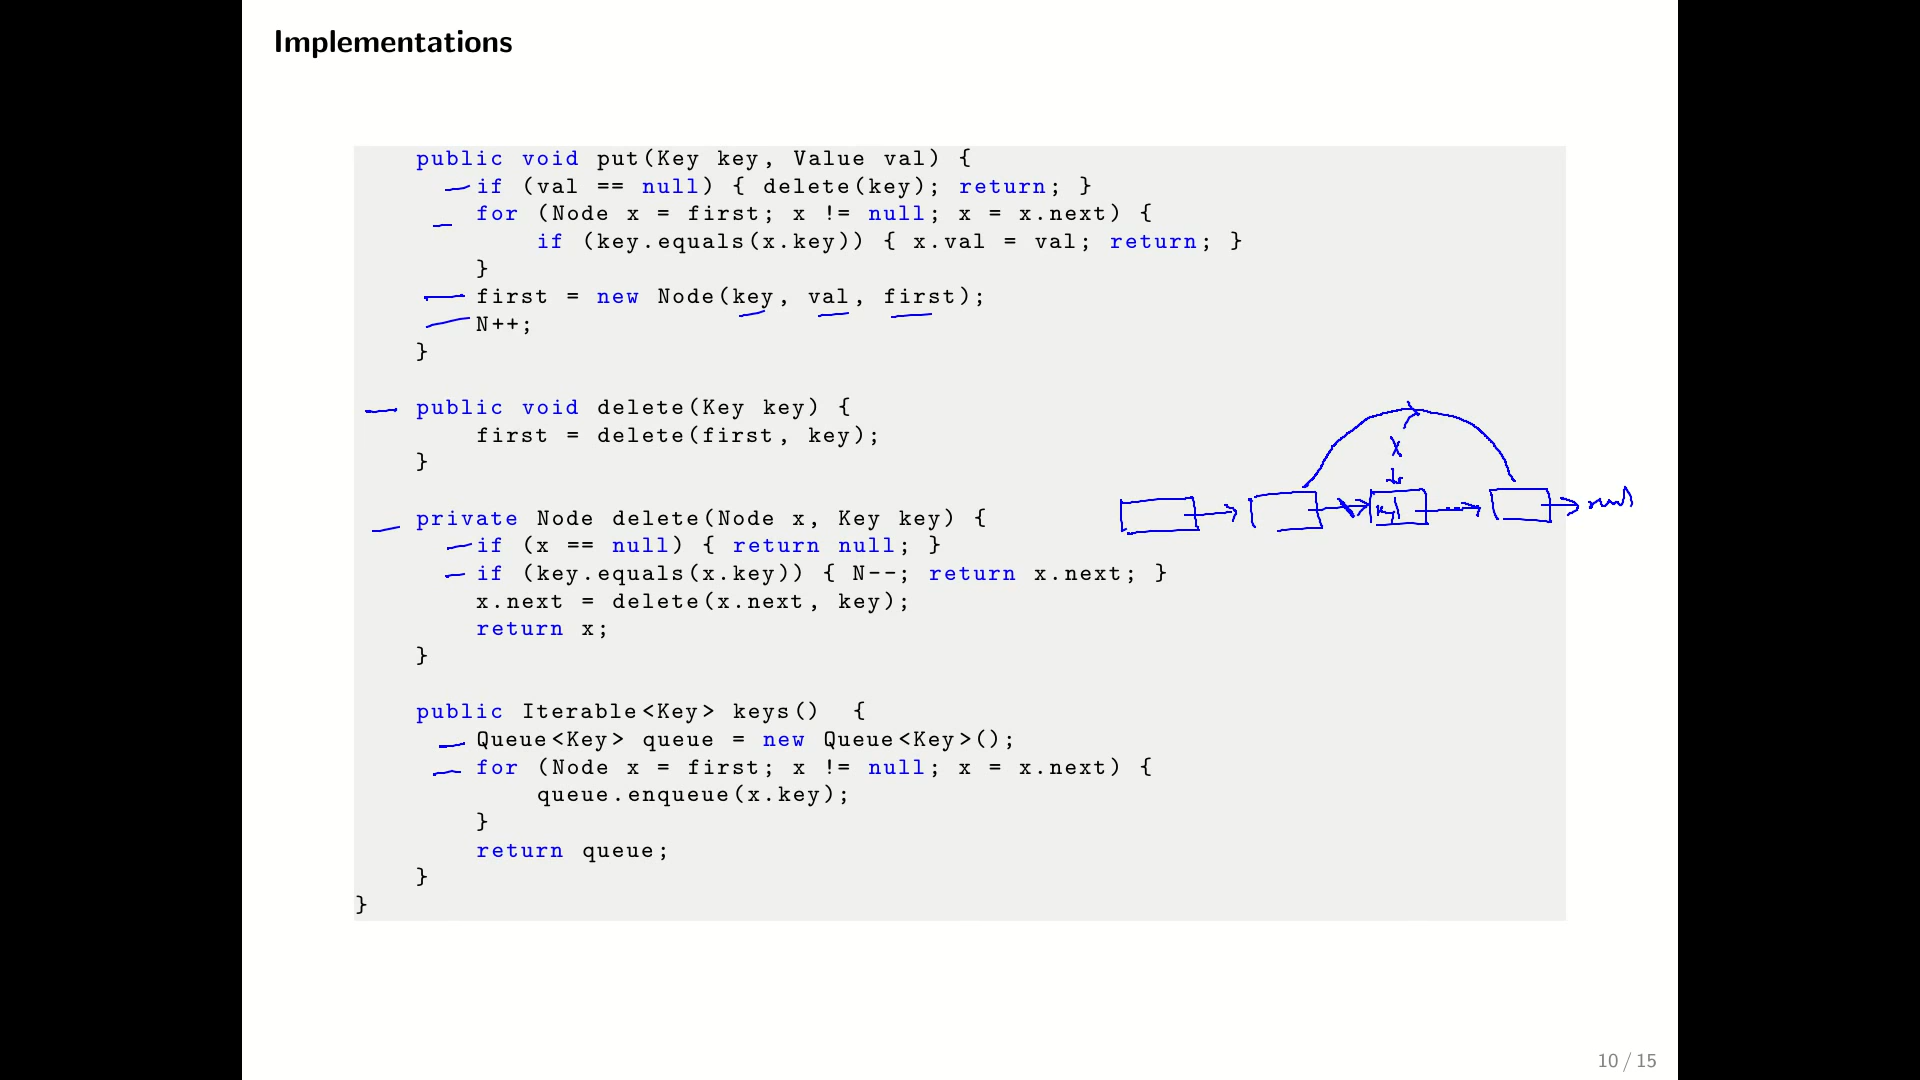 Implementations
public void put(Key key, Value val) {
if (val == null) { delete(key); return; }
for (Node x = first; x != null; x = x.next) {
if (key.equals(x.key)) { x.val = val; return; }
}
first = new Node(key, val, first);
N++;
}
public void delete(Key key) {
first = delete(first, key);
}
private Node delete(Node x, Key key) {
if (x == null) { return null; }
if (key.equals(x.key)) { N--; return x.next; }
x.next = delete(x.next, key);
return x;
}
public Iterable<Key> keys() {
Queue<Key> queue = new Queue<Key>();
for (Node x = first; x != null; x = x.next) {
queue.enqueue(x.key);
}
return queue;
}
}
x
null
10 / 15